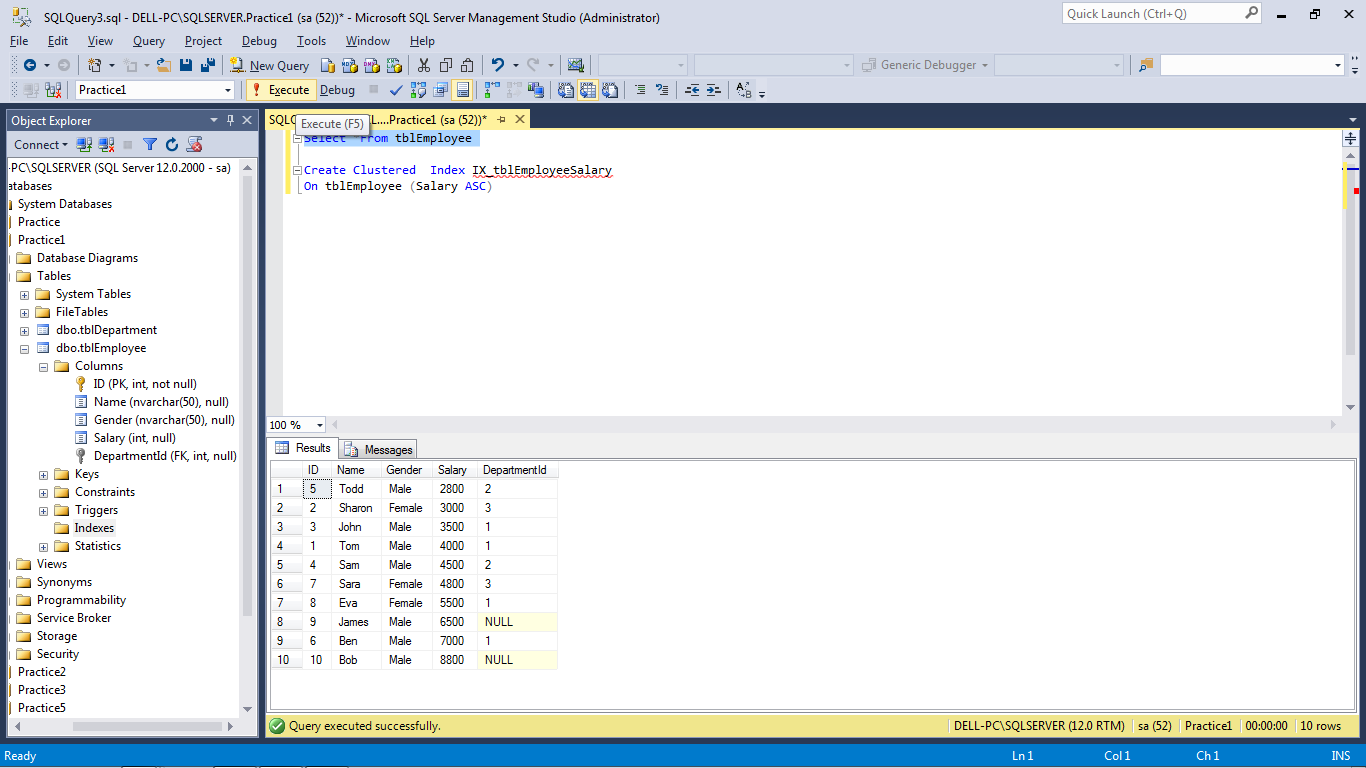 SQLQuery3.sql - DELL-PC\SQLSERVER.Practice1 (sa (52))* - Microsoft SQL Server Management Studio (Administrator)
Quick Launch (Ctrl+Q)
File Edit View Query Project Debug Tools Window Help
New Query
Generic Debugger
Practice1
Execute Debug
Object Explorer
SQLQ L....Practice1 (sa (52))*
Execute (F5)
Connect
-PC\SQLSERVER (SQL Server 12.0.2000 - sa)
atabases
System Databases
Practice
Practice1
Database Diagrams
Tables
System Tables
FileTables
dbo.tblDepartment
dbo.tblEmployee
Columns
ID (PK, int, not null)
Name (nvarchar(50), null)
Gender (nvarchar(50), null)
Salary (int, null)
DepartmentId (FK, int, null)
Keys
Constraints
Triggers
Indexes
Statistics
Views
Synonyms
Programmability
Service Broker
Storage
Security
Practice2
Practice3
Practice5
Select *From tblEmployee
Create Clustered Index IX_tblEmployeeSalary
On tblEmployee (Salary ASC)
100 %
Results Messages
ID Name Gender Salary DepartmentId
1 5 Todd Male 2800 2
2 2 Sharon Female 3000 3
3 3 John Male 3500 1
4 1 Tom Male 4000 1
5 4 Sam Male 4500 2
6 7 Sara Female 4800 3
7 8 Eva Female 5500 1
8 9 James Male 6500 NULL
9 6 Ben Male 7000 1
10 10 Bob Male 8800 NULL
Query executed successfully.
DELL-PC\SQLSERVER (12.0 RTM) sa (52) Practice1 00:00:00 10 rows
Ready Ln 1 Col 1 Ch 1 INS